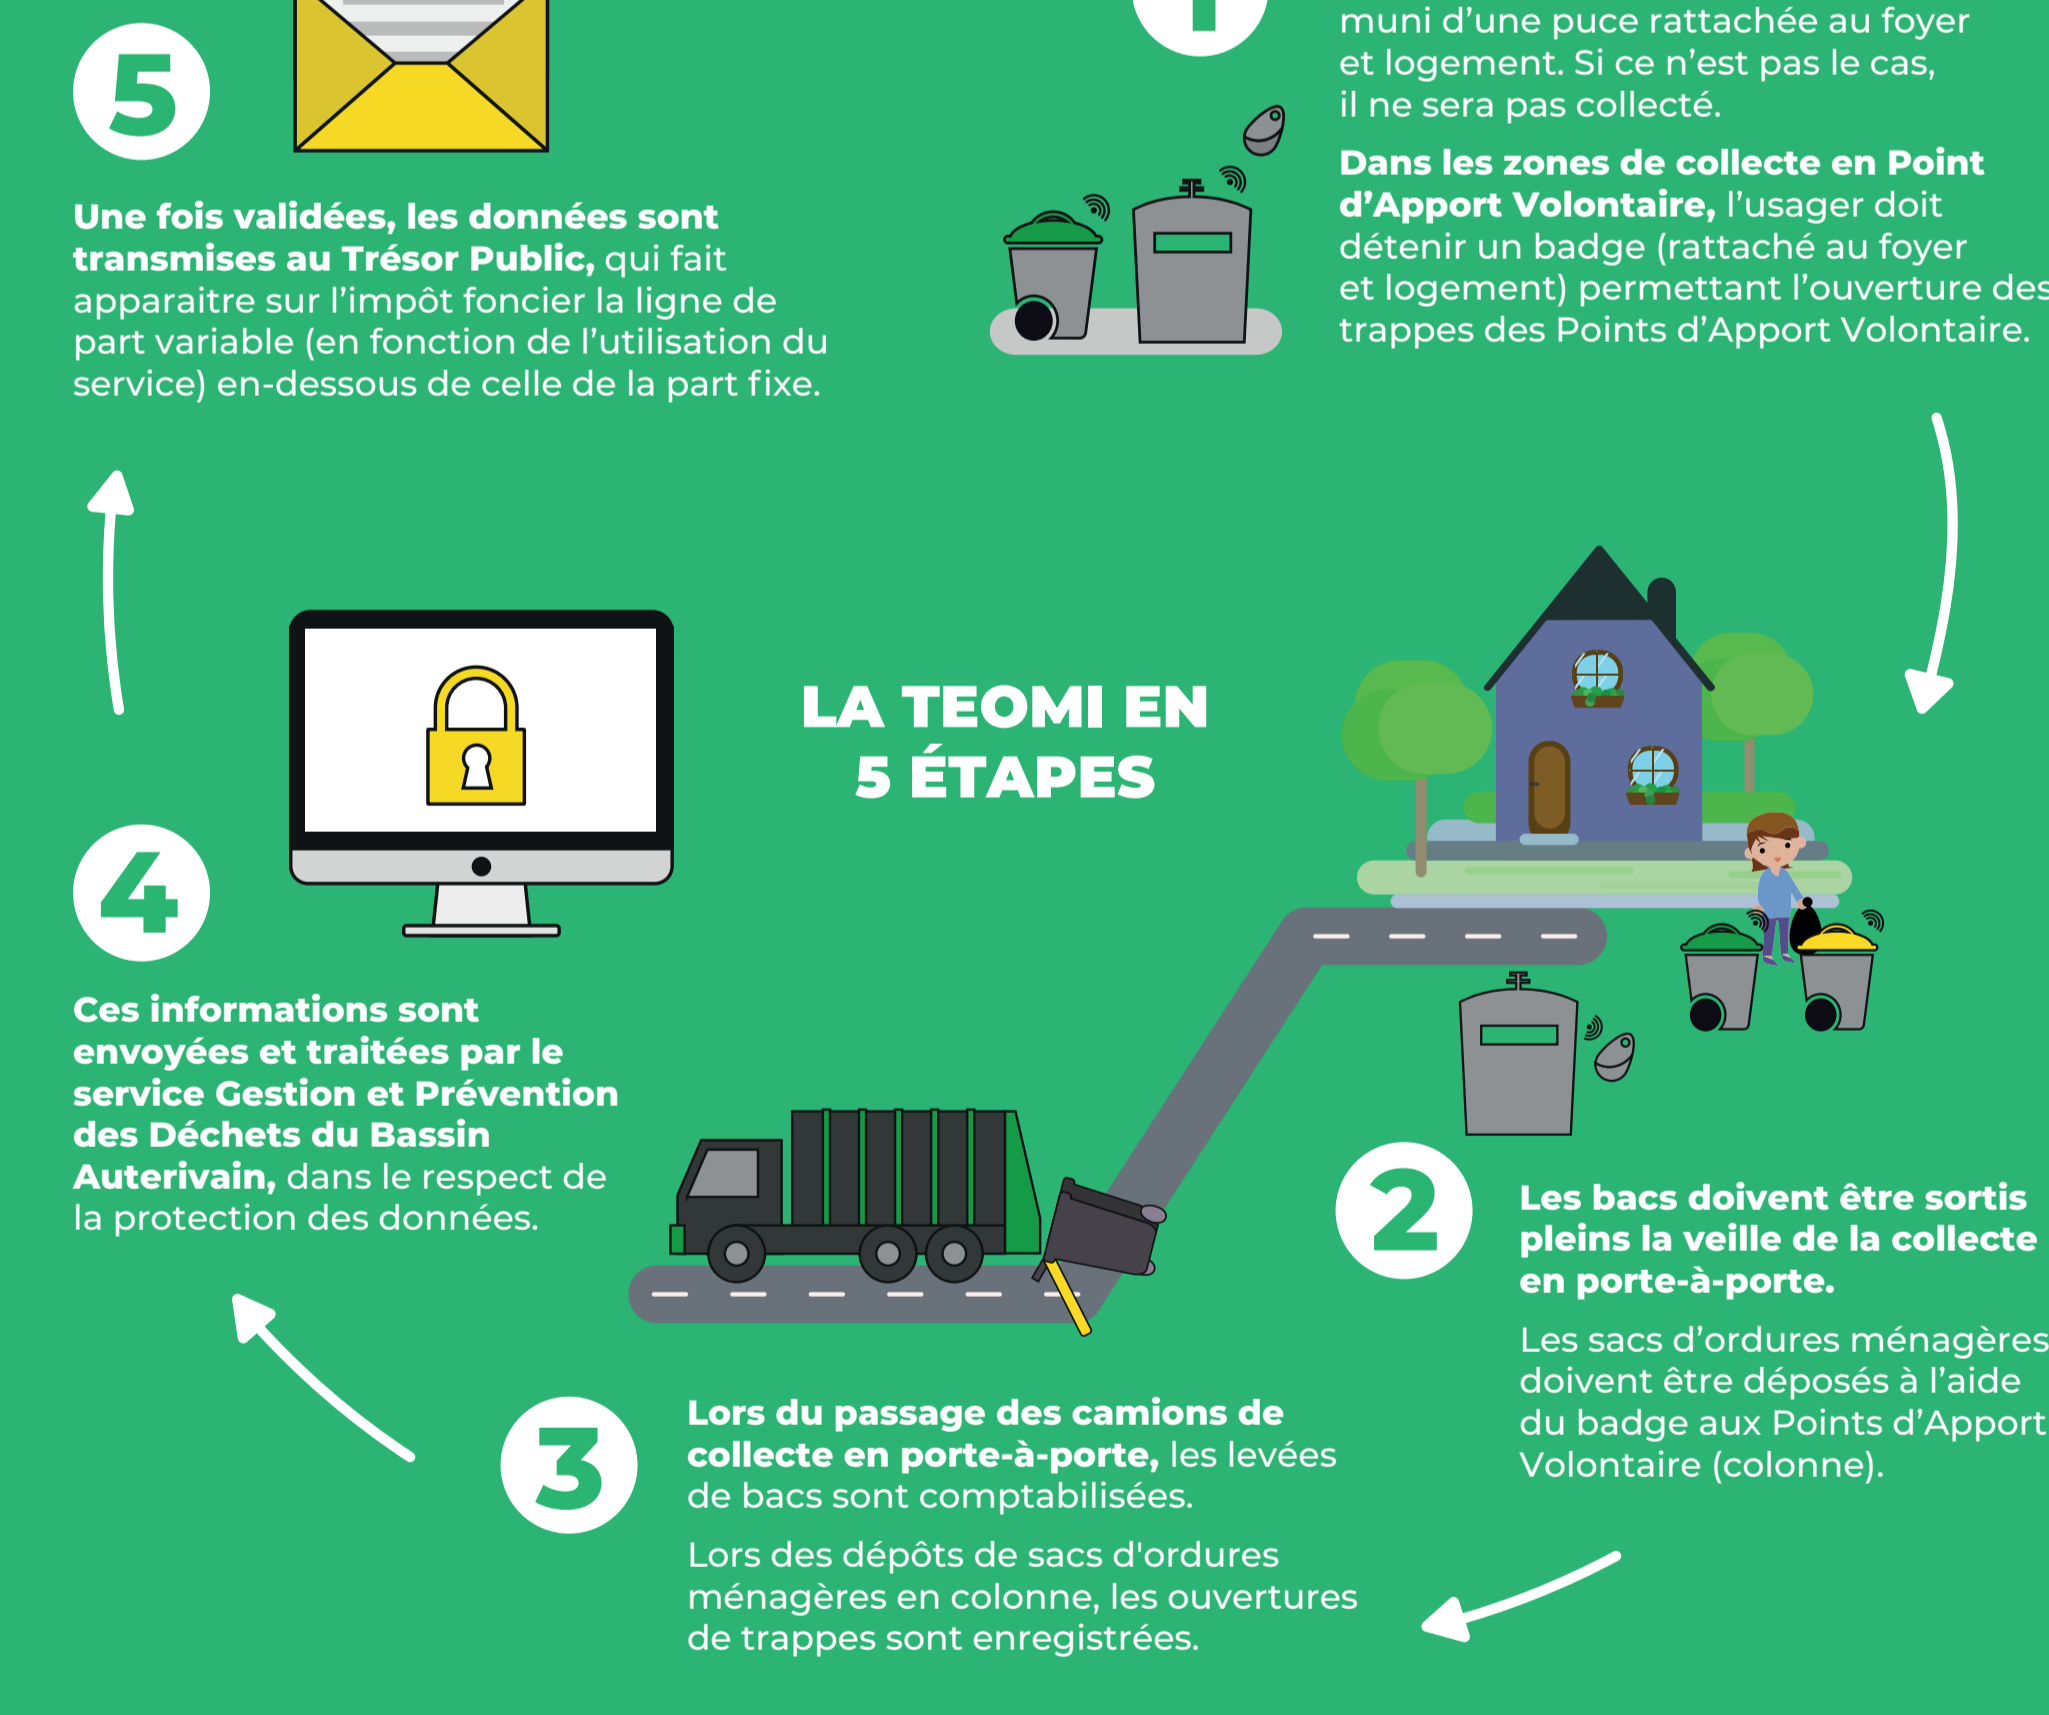 1
muni d’une puce rattachée au foyer
et logement. Si ce n’est pas le cas,
il ne sera pas collecté.
Dans les zones de collecte en Point
d’Apport Volontaire, l’usager doit
détenir un badge (rattaché au foyer
et logement) permettant l’ouverture des
trappes des Points d’Apport Volontaire.
LA TEOMI EN
5 ÉTAPES
2
Les bacs doivent être sortis
pleins la veille de la collecte
en porte-à-porte.
Les sacs d’ordures ménagères
doivent être déposés à l’aide
du badge aux Points d’Apport
Volontaire (colonne).
3
Lors du passage des camions de
collecte en porte-à-porte, les levées
de bacs sont comptabilisées.
Lors des dépôts de sacs d'ordures
ménagères en colonne, les ouvertures
de trappes sont enregistrées.
4
Ces informations sont
envoyées et traitées par le
service Gestion et Prévention
des Déchets du Bassin
Auterivain, dans le respect de
la protection des données.
5
Une fois validées, les données sont
transmises au Trésor Public, qui fait
apparaitre sur l’impôt foncier la ligne de
part variable (en fonction de l’utilisation du
service) en-dessous de celle de la part fixe.